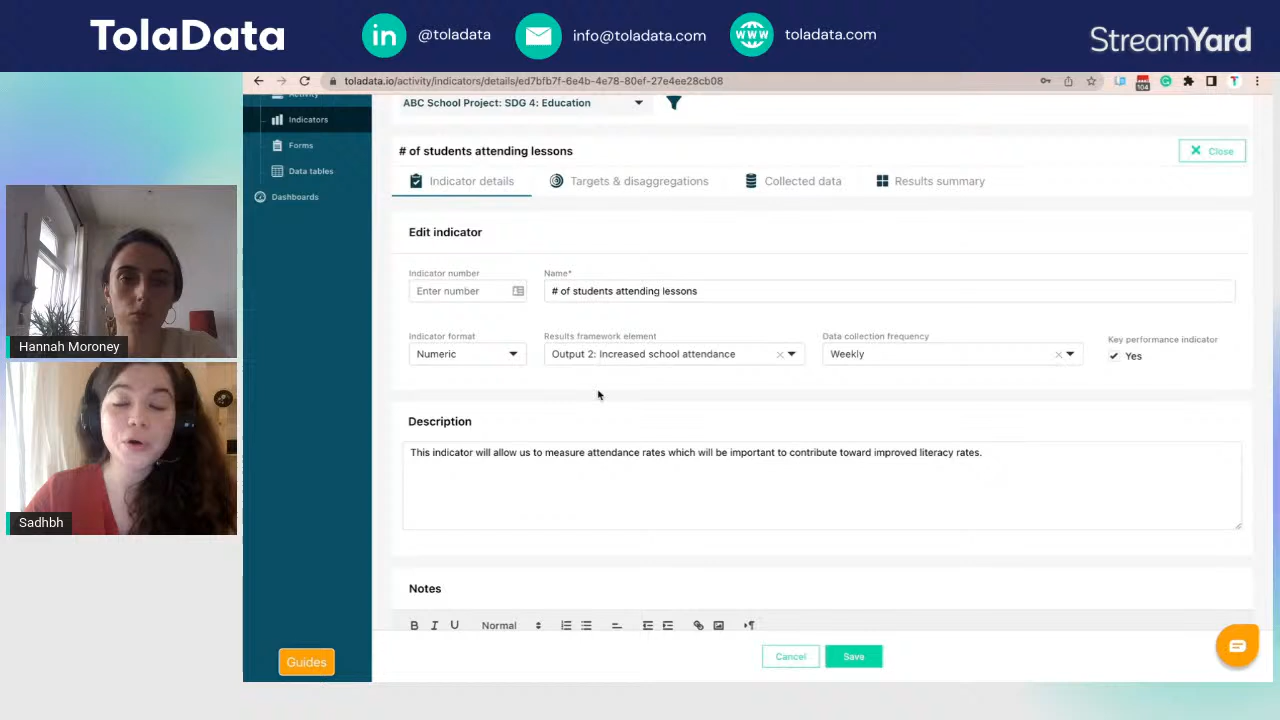 TolaData
in @toladata
info@toladata.com
www toladata.com
StreamYard
toladata.io/activity/indicators/details/ed7bfb7f-6e4b-4e78-80ef-27e4ee28cb08
104
T
Activity
ABC School Project: SDG 4: Education
Indicators
Forms
Data tables
Dashboards
# of students attending lessons
Close
Indicator details
Targets & disaggregations
Collected data
Results summary
Edit indicator
Indicator number
Name*
Enter number
# of students attending lessons
Indicator format
Results framework element
Data collection frequency
Key performance indicator
Numeric
Output 2: Increased school attendance
Weekly
Yes
Description
This indicator will allow us to measure attendance rates which will be important to contribute toward improved literacy rates.
Notes
B I U Normal
Cancel
Save
Guides
Hannah Moroney
Sadhbh